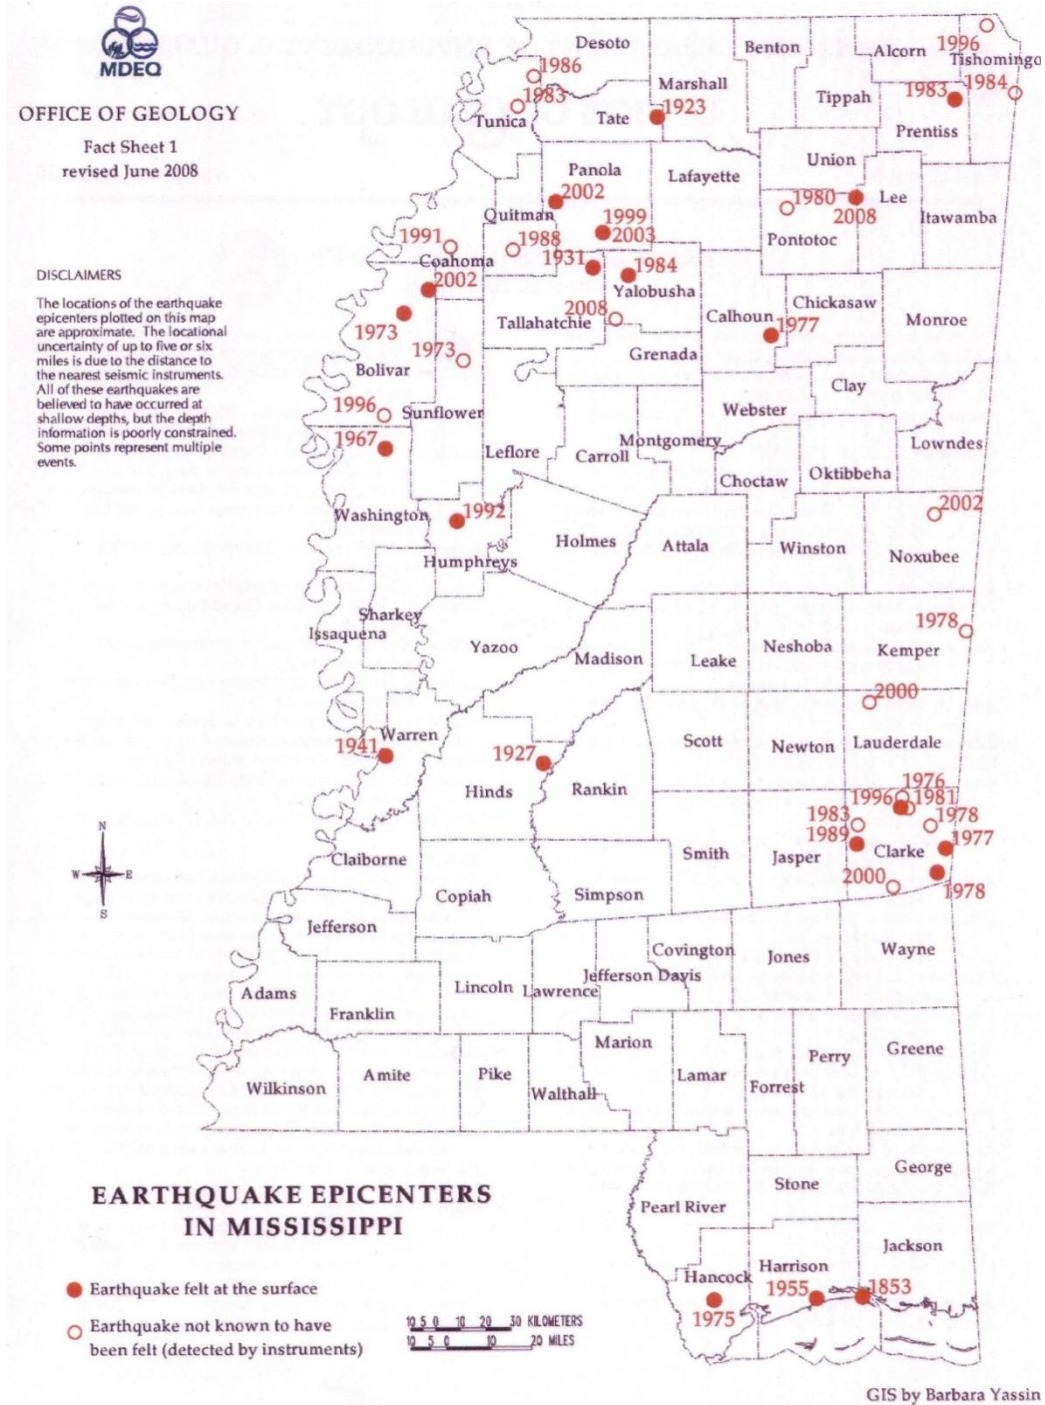 MDEQ
OFFICE OF GEOLOGY
Fact Sheet 1
revised June 2008
DISCLAIMERS
The locations of the earthquake
epicenters plotted on this map
are approximate. The locational
uncertainty of up to five or six
miles is due to the distance to
the nearest seismic instruments.
All of these earthquakes are
believed to have occurred at
shallow depths, but the depth
information is poorly constrained.
Some points represent multiple
events.
Desoto
Benton
Alcorn
1996
Tishomingo
1986
Marshall
1983
Tunica
Tate
1923
Tippah
1983
1984
Prentiss
Panola
Lafayette
Union
2002
Quitman
1999
2003
1980
2008
Lee
Itawamba
Pontotoc
1991
Coahoma
1988
1931
1984
Yalobusha
2002
1973
Tallahatchie
2008
Calhoun
1977
Chickasaw
Monroe
Bolivar
1973
Grenada
Clay
1996
Sunflower
Webster
1967
Leflore
Carroll
Montgomery
Choctaw
Oktibbeha
Lowndes
Washington
1992
Humphreys
Holmes
Attala
Winston
2002
Noxubee
Sharkey
Issaquena
Yazoo
Madison
Leake
Neshoba
1978
Kemper
2000
Warren
1941
1927
Hinds
Rankin
Scott
Newton
Lauderdale
1976
1996
1981
1983
1978
1989
Clarke
1977
2000
1978
Claiborne
Copiah
Simpson
Smith
Jasper
N
W
E
S
Jefferson
Adams
Franklin
Lincoln
Lawrence
Jefferson Davis
Covington
Jones
Wayne
Wilkinson
Amite
Pike
Walthall
Marion
Lamar
Forrest
Perry
Greene
George
Stone
Pearl River
Jackson
Harrison
Hancock
1975
1955
1853
EARTHQUAKE EPICENTERS
IN MISSISSIPPI
Earthquake felt at the surface
Earthquake not known to have
been felt (detected by instruments)
10 5 0 10 20 30 KILOMETERS
10 5 0 10 20 MILES
GIS by Barbara Yassin